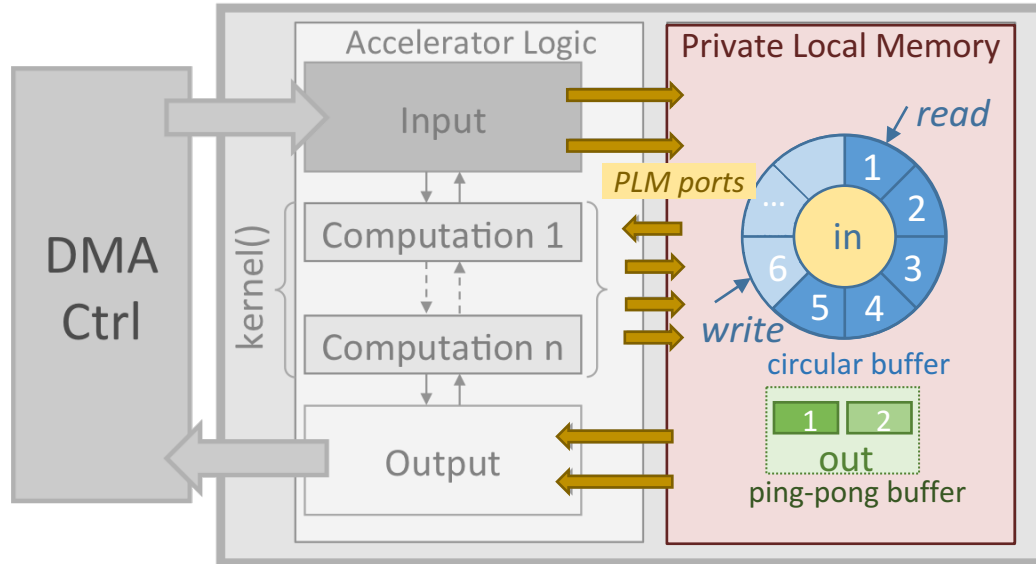 Accelerator Logic
Private Local Memory
DMA
Ctrl
Input
PLM ports
kernel()
Computation 1
Computation n
Output
read
1
2
3
4
5
6
...
in
write
circular buffer
1
2
out
ping-pong buffer